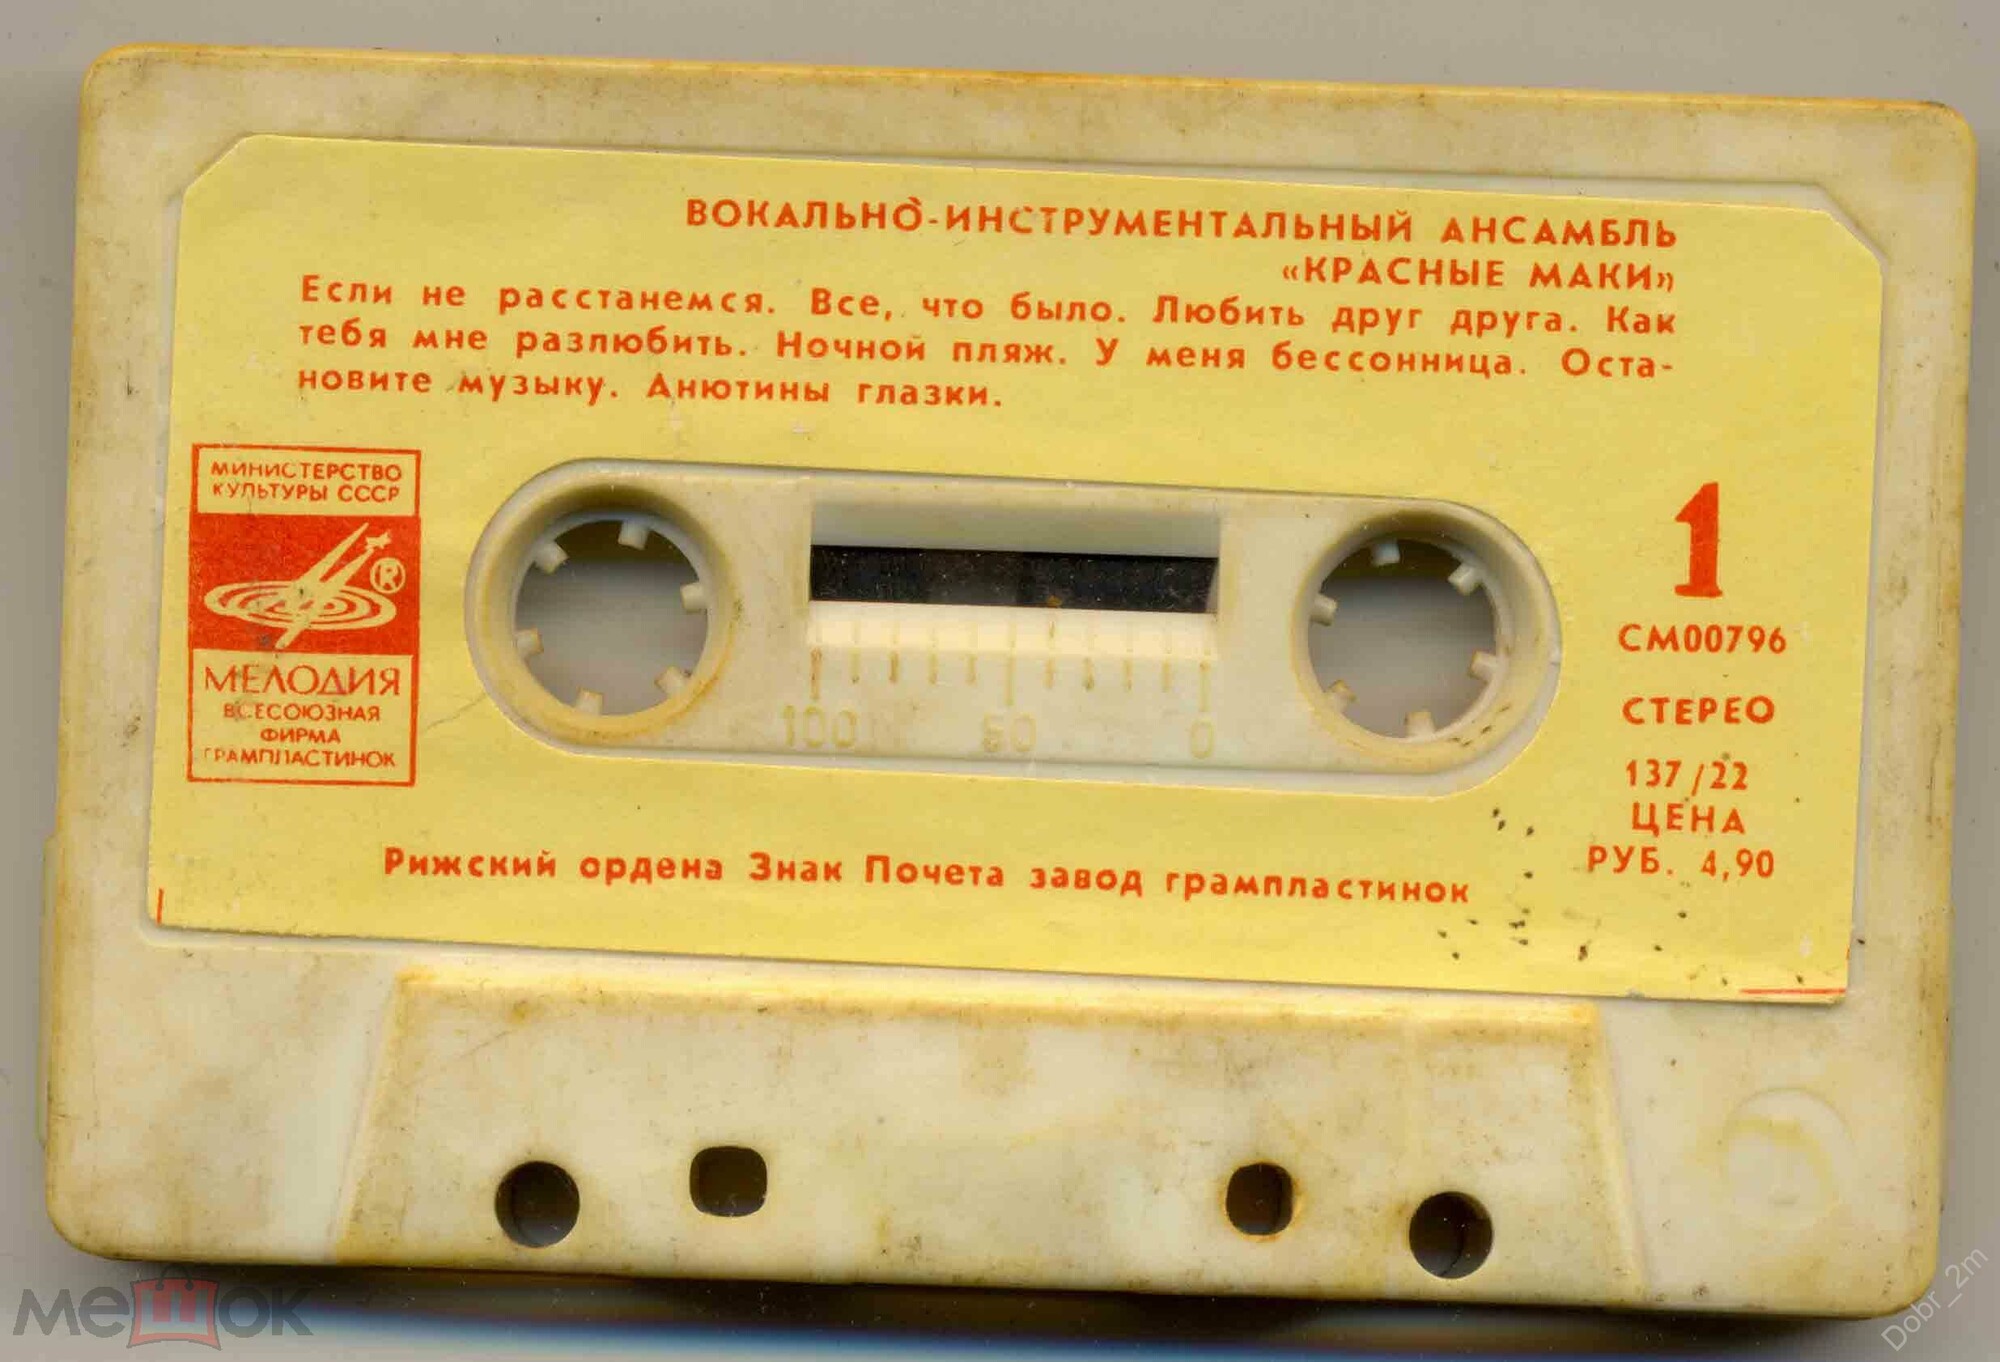 ВОКАЛЬНО-ИНСТРУМЕНТАЛЬНЫЙ АНСАМБЛЬ
«КРАСНЫЕ МАКИ»
Если не расстанемся. Все, что было. Любить друг друга. Как
тебя мне разлюбить. Ночной пляж. У меня бессонница. Оста-
новите музыку. Анютины глазки.
МИНИСТЕРСТВО
КУЛЬТУРЫ СССР
®
МЕЛОДИЯ
ВСЕСОЮЗНАЯ
ФИРМА
ГРАМПЛАСТИНОК
100 50 0
1
СМ00796
СТЕРЕО
137/22
ЦЕНА
РУБ. 4,90
Рижский ордена Знак Почета завод грампластинок
мешок
Dobr_2m